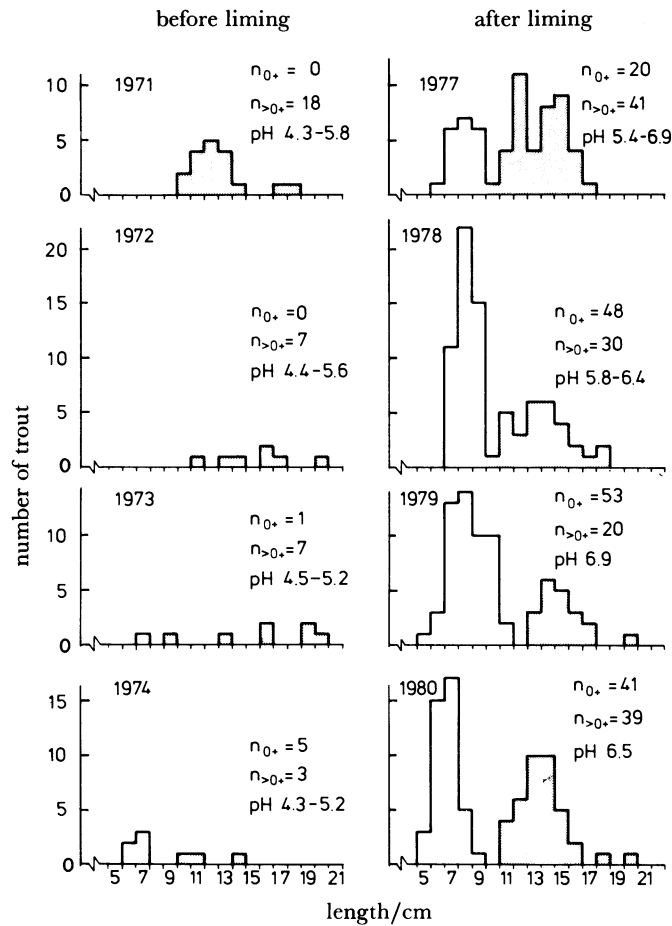 before liming
after liming
number of trout
10
5
0
1971
n0+ = 0
n>0+= 18
pH 4.3-5.8
1977
n0+ = 20
n>0+= 41
pH 5.4-6.9
20
15
10
5
0
1972
n0+ = 0
n>0+= 7
pH 4.4-5.6
1978
n0+ = 48
n>0+= 30
pH 5.8-6.4
10
5
0
1973
n0+ = 1
n>0+= 7
pH 4.5-5.2
1979
n0+ = 53
n>0+= 20
pH 6.9
15
10
5
0
1974
n0+ = 5
n>0+= 3
pH 4.3-5.2
1980
n0+ = 41
n>0+= 39
pH 6.5
5 7 9 11 13 15 17 19 21
5 7 9 11 13 15 17 19 21
length/cm